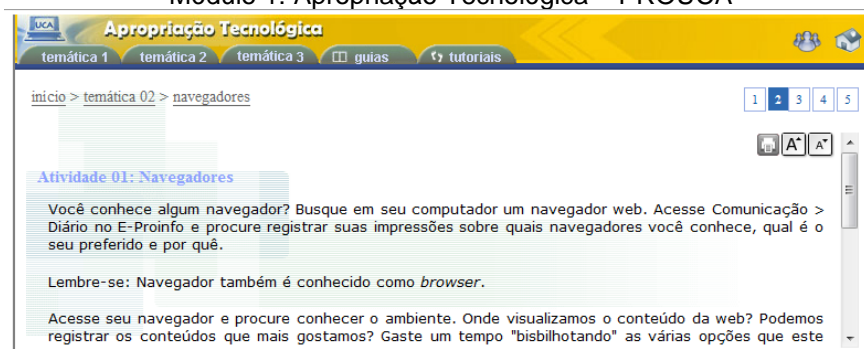 Módulo 1: Apropriação Tecnológica – PROUCA
UCA
Apropriação Tecnológica
temática 1 temática 2 temática 3 guias tutoriais
inicio > temática 02 > navegadores
1 2 3 4 5
A A
Atividade 01: Navegadores
Você conhece algum navegador? Busque em seu computador um navegador web. Acesse Comunicação >
Diário no E-Proinfo e procure registrar suas impressões sobre quais navegadores você conhece, qual é o
seu preferido e por quê.
Lembre-se: Navegador também é conhecido como browser.
Acesse seu navegador e procure conhecer o ambiente. Onde visualizamos o conteúdo da web? Podemos
registrar os conteúdos que mais gostamos? Gaste um tempo "bisbilhotando" as várias opções que este